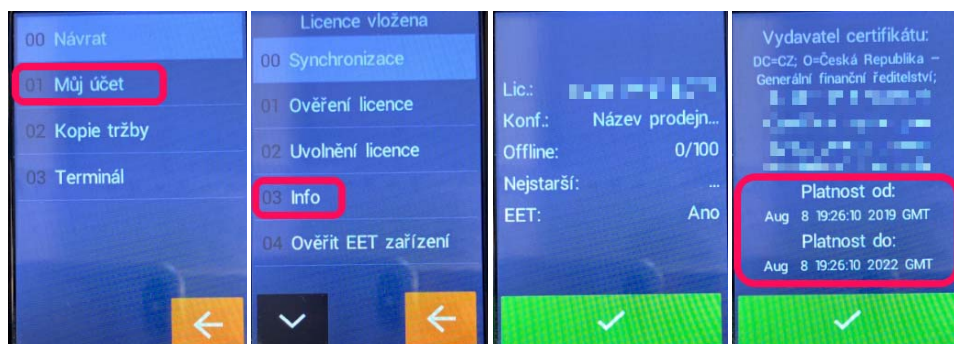 00 Návrat
01 Můj účet
02 Kopie tržby
03 Terminál
Licence vložena
00 Synchronizace
01 Ověření licence
02 Uvolnění licence
03 Info
04 Ověřit EET zařízení
Lic.:
Konf.: Název prodejn...
Offline: 0/100
Nejstarší: ...
EET: Ano
Vydavatel certifikátu:
DC=CZ; O=Česká Republika –
Generální finanční ředitelství;
Platnost od:
Aug 8 19:26:10 2019 GMT
Platnost do:
Aug 8 19:26:10 2022 GMT